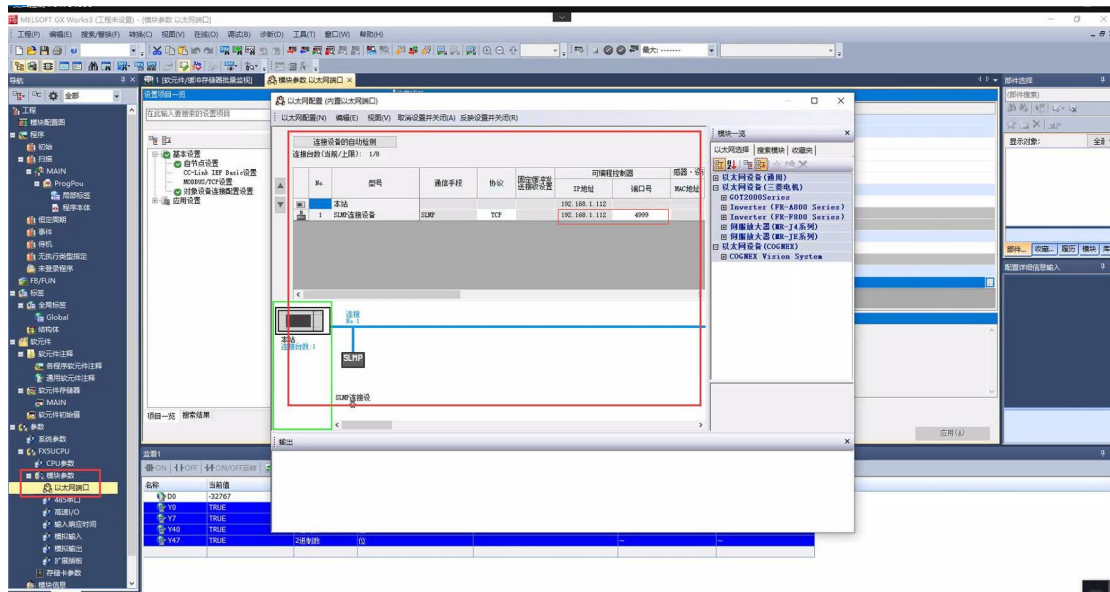 MELSOFT GX Works3 (工程未设置) - [模块参数 以太网端口]
工程(P) 编辑(E) 搜索/替换(F) 转换(C) 视图(V) 在线(O) 调试(B) 诊断(D) 工具(T) 窗口(W) 帮助(H)
最大: --------
导航
1 [软元件/缓冲存储器批量监视]
模块参数 以太网端口
部件选择
全部
工程
模块配置图
程序
初始
扫描
MAIN
ProgPou
局部标签
程序本体
恒定周期
事件
待机
无执行类型指定
未登录程序
FB/FUN
标签
全局标签
Global
结构体
软元件
软元件注释
各程序软元件注释
通用软元件注释
软元件存储器
MAIN
软元件初始值
参数
系统参数
FX5UCPU
CPU参数
模块参数
以太网端口
485串口
高速I/O
输入响应时间
模拟输入
模拟输出
扩展插板
存储卡参数
模块信息
设置项目一览
在此输入要搜索的设置项目
基本设置
自节点设置
CC-Link IEF Basic设置
MODBUS/TCP设置
对象设备连接配置设置
应用设置
项目一览 搜索结果
以太网配置 (内置以太网端口)
以太网配置(N) 编辑(E) 视图(V) 取消设置并关闭(A) 反映设置并关闭(R)
连接设备的自动检测
连接台数(当前/上限): 1/8
No. 型号 通信手段 协议 固定缓冲发送接收设置 可编程控制器
IP地址 端口号 MAC地址
本站 192.168.1.112
1 SLMP连接设备 SLMP TCP 192.168.1.112 4999
连接
No.1
本站
连接台数:1
SLMP
SLMP连接设
输出
模块一览
以太网选择 搜索模块 收藏夹
以太网设备(通用)
以太网设备(三菱电机)
GOT2000Series
Inverter (FR-A800 Series)
Inverter (FR-F800 Series)
伺服放大器(MR-J4系列)
伺服放大器(MR-JE系列)
以太网设备(COGNEX)
COGNEX Vision System
(部件搜索)
显示对象:
部件... 收藏... 履历 模块 库
配置详细信息输入
应用(A)
监看1
ON OFF ON/OFF反转
名称 当前值
D0 -32767
Y0 TRUE
Y7 TRUE
Y40 TRUE
Y47 TRUE 2进制数 位 -- --